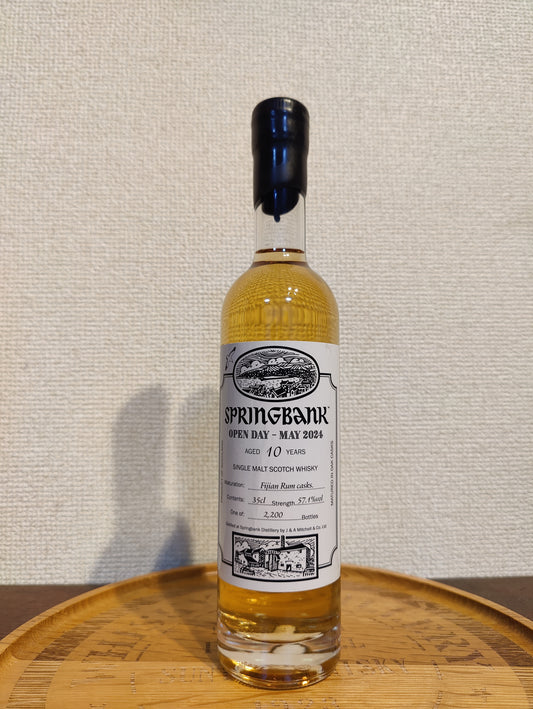 SPRINGBANK
OPEN DAY - MAY 2024
AGED 10 YEARS
SINGLE MALT SCOTCH WHISKY
Maturation: Fijian Rum casks.
Contents: 35cl Strength 57.1%vol
One of: 2,200 Bottles
Distilled at Springbank Distillery by J & A Mitchell & Co. Ltd
MATURED IN OAK CASKS